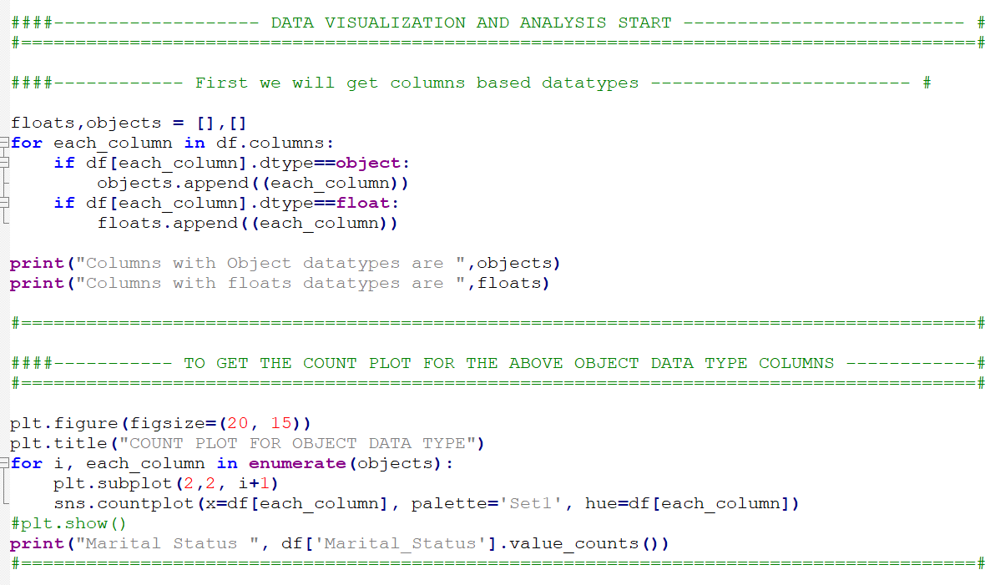 ####------------------- DATA VISUALIZATION AND ANALYSIS START -------------------------- #
#========================================================================================#
####------------ First we will get columns based datatypes ------------------------ #
floats,objects = [],[]
for each_column in df.columns:
    if df[each_column].dtype==object:
        objects.append((each_column))
    if df[each_column].dtype==float:
        floats.append((each_column))
print("Columns with Object datatypes are ",objects)
print("Columns with floats datatypes are ",floats)
#========================================================================================#
####----------- TO GET THE COUNT PLOT FOR THE ABOVE OBJECT DATA TYPE COLUMNS ------------#
#========================================================================================#
plt.figure(figsize=(20, 15))
plt.title("COUNT PLOT FOR OBJECT DATA TYPE")
for i, each_column in enumerate(objects):
    plt.subplot(2,2, i+1)
    sns.countplot(x=df[each_column], palette='Set1', hue=df[each_column])
#plt.show()
print("Marital Status ", df['Marital_Status'].value_counts())
#========================================================================================#